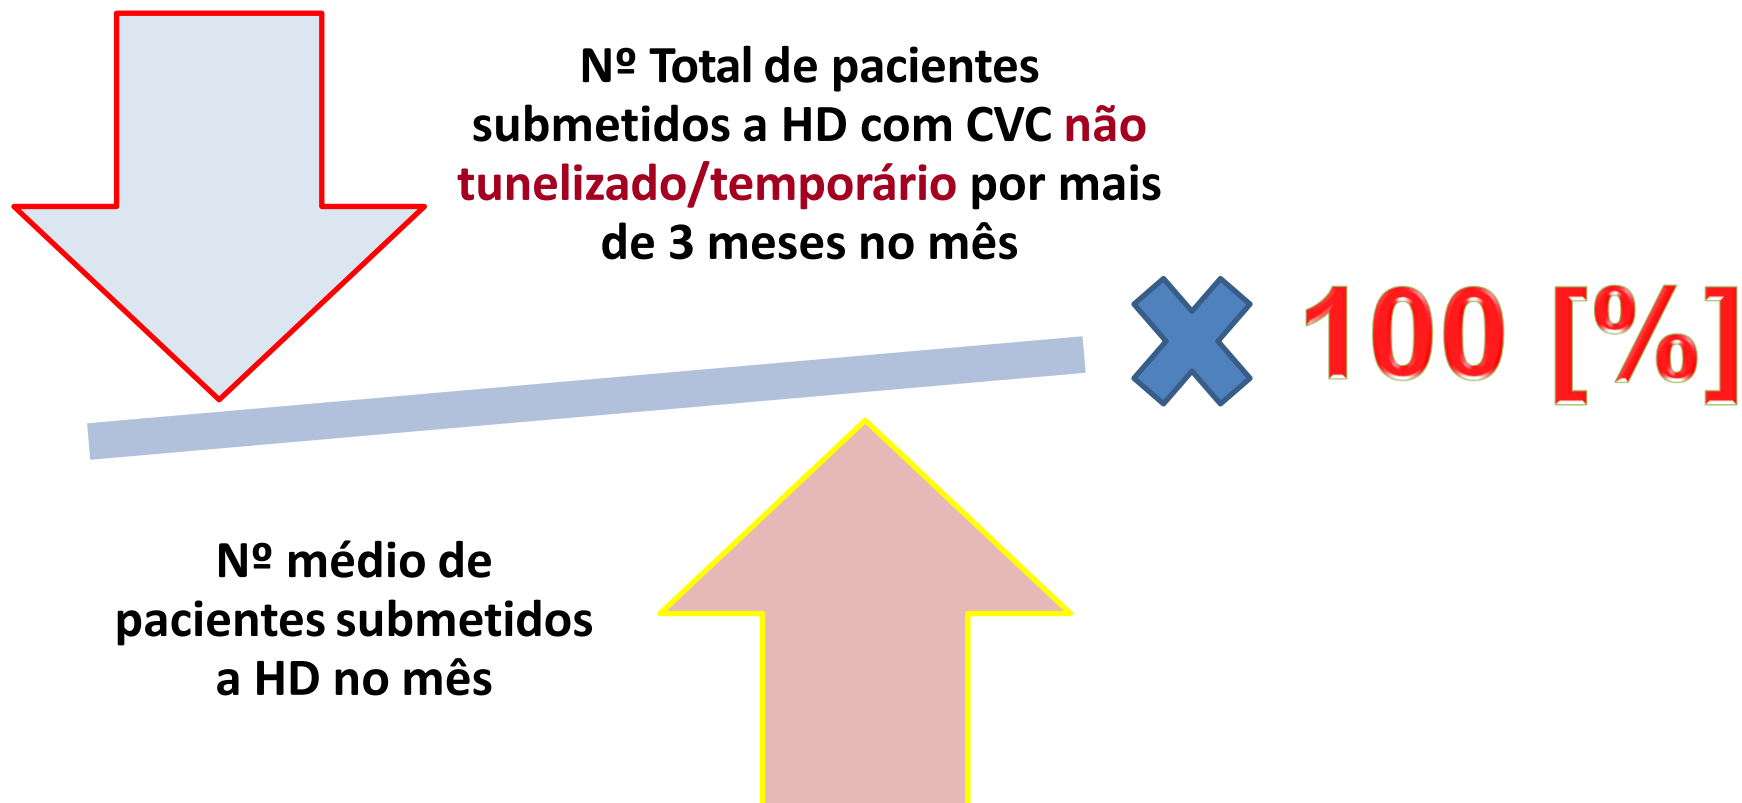 Nº Total de pacientes
submetidos a HD com CVC não
tunelizado/temporário por mais
de 3 meses no mês
100 [%]
Nº médio de
pacientes submetidos
a HD no mês